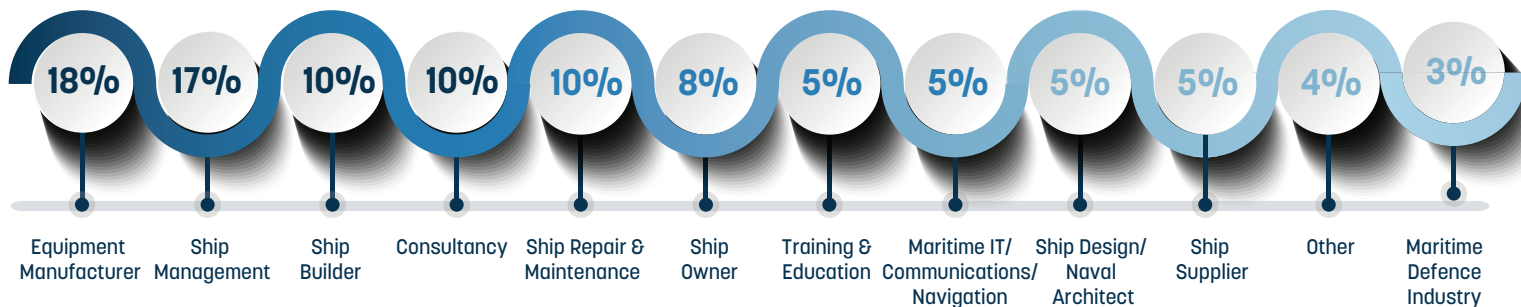 18% 17% 10% 10% 10% 8% 5% 5% 5% 5% 4% 3%
Equipment
Manufacturer
Ship
Management
Ship
Builder
Consultancy
Ship Repair &
Maintenance
Ship
Owner
Training &
Education
Maritime IT/
Communications/
Navigation
Ship Design/
Naval
Architect
Ship
Supplier
Other
Maritime
Defence
Industry